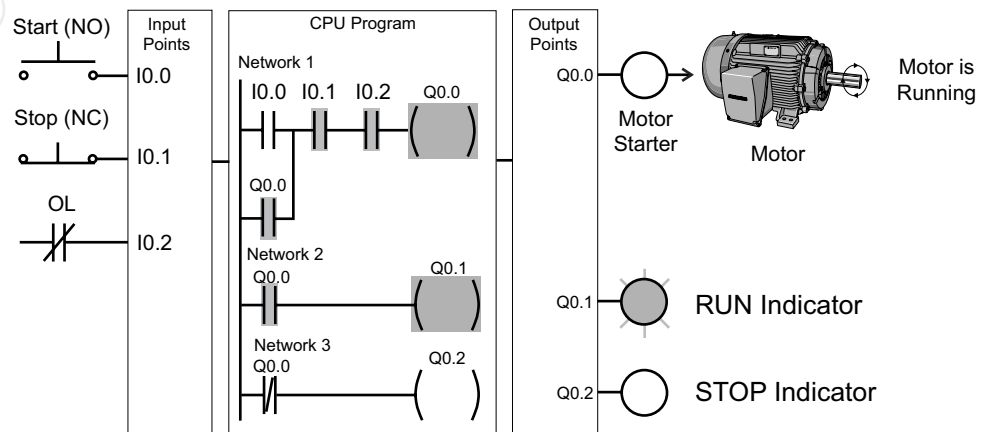 Start (NO)
I0.0
Stop (NC)
I0.1
OL
I0.2
Input
Points
CPU Program
Network 1
I0.0 I0.1 I0.2 Q0.0
Q0.0
Network 2
Q0.0 Q0.1
Network 3
Q0.0 Q0.2
Output
Points
Q0.0
Motor
Starter
Motor
Motor is
Running
Q0.1
RUN Indicator
Q0.2
STOP Indicator